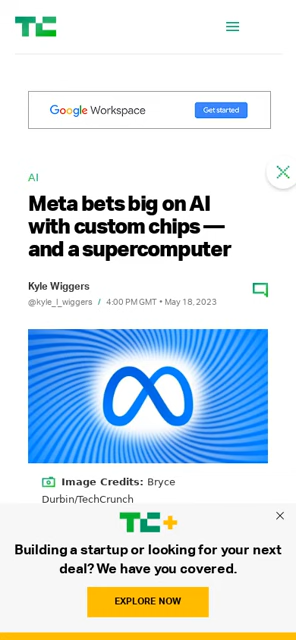 TC
Google Workspace
Get started
AI
Meta bets big on AI
with custom chips —
and a supercomputer
Kyle Wiggers
@kyle_l_wiggers / 4:00 PM GMT • May 18, 2023
Image Credits: Bryce
Durbin/TechCrunch
TC+
Building a startup or looking for your next
deal? We have you covered.
EXPLORE NOW